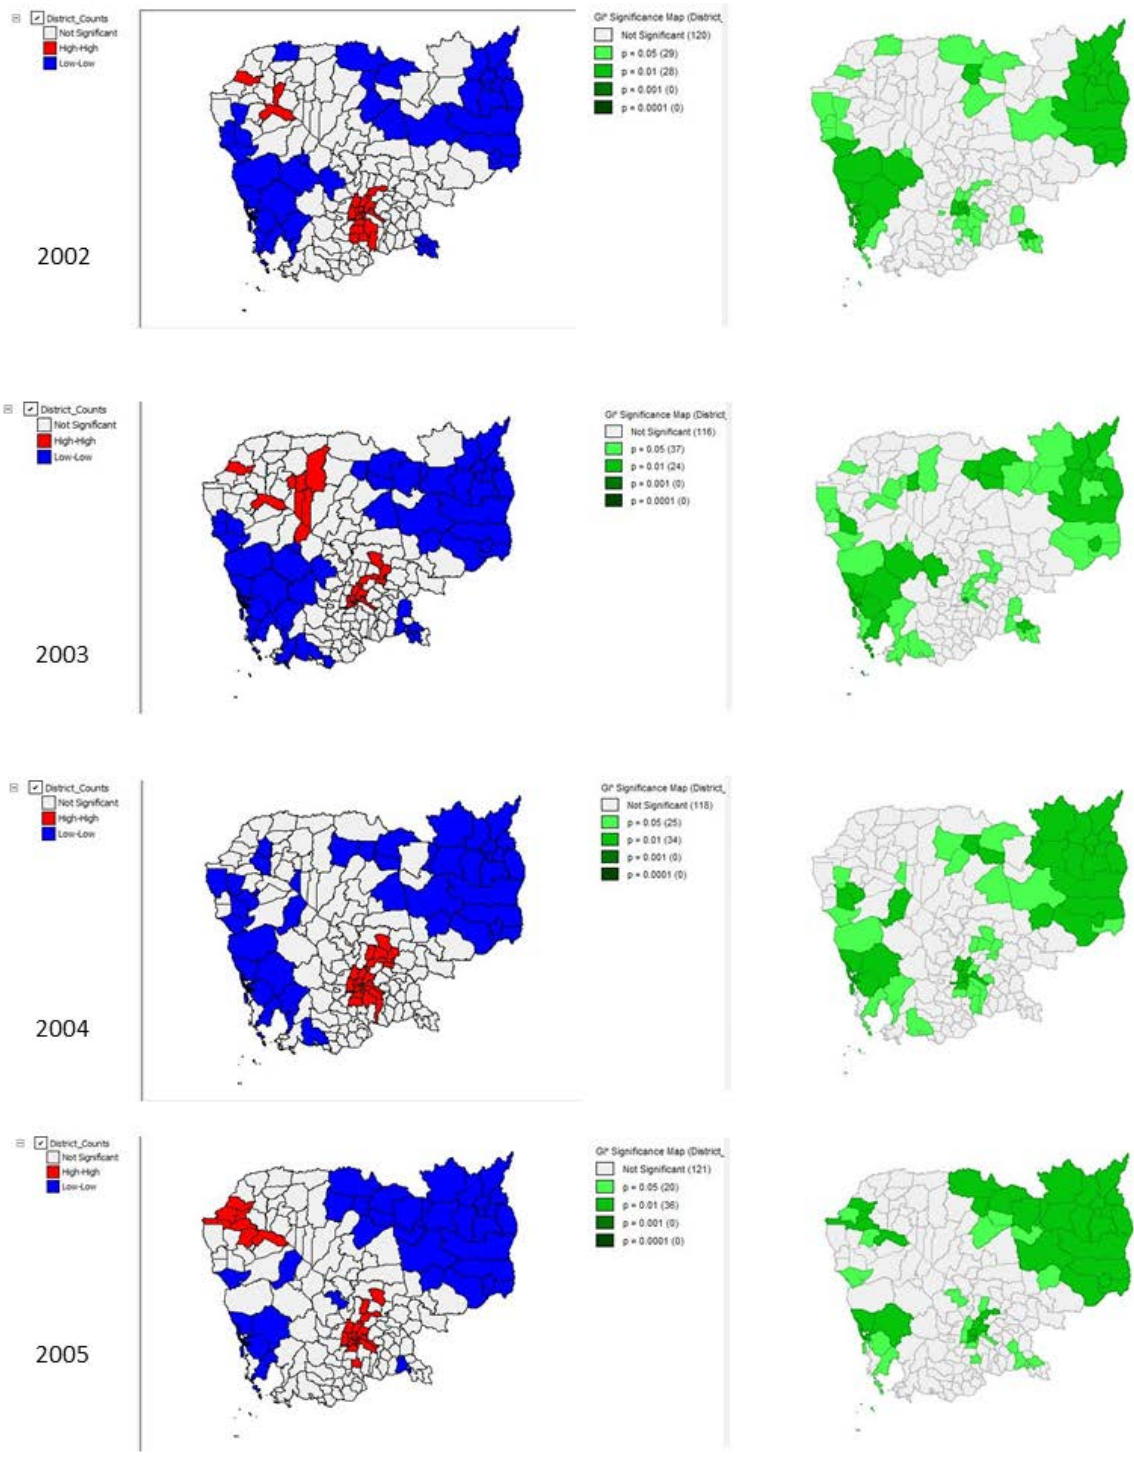 District_Counts
Not Significant
High-High
Low-Low
2002
Gi* Significance Map (District_
Not Significant (120)
p = 0.05 (29)
p = 0.01 (28)
p = 0.001 (0)
p = 0.0001 (0)
District_Counts
Not Significant
High-High
Low-Low
2003
Gi* Significance Map (District_
Not Significant (116)
p = 0.05 (37)
p = 0.01 (24)
p = 0.001 (0)
p = 0.0001 (0)
District_Counts
Not Significant
High-High
Low-Low
2004
Gi* Significance Map (District_
Not Significant (118)
p = 0.05 (25)
p = 0.01 (34)
p = 0.001 (0)
p = 0.0001 (0)
District_Counts
Not Significant
High-High
Low-Low
2005
Gi* Significance Map (District_
Not Significant (121)
p = 0.05 (20)
p = 0.01 (36)
p = 0.001 (0)
p = 0.0001 (0)